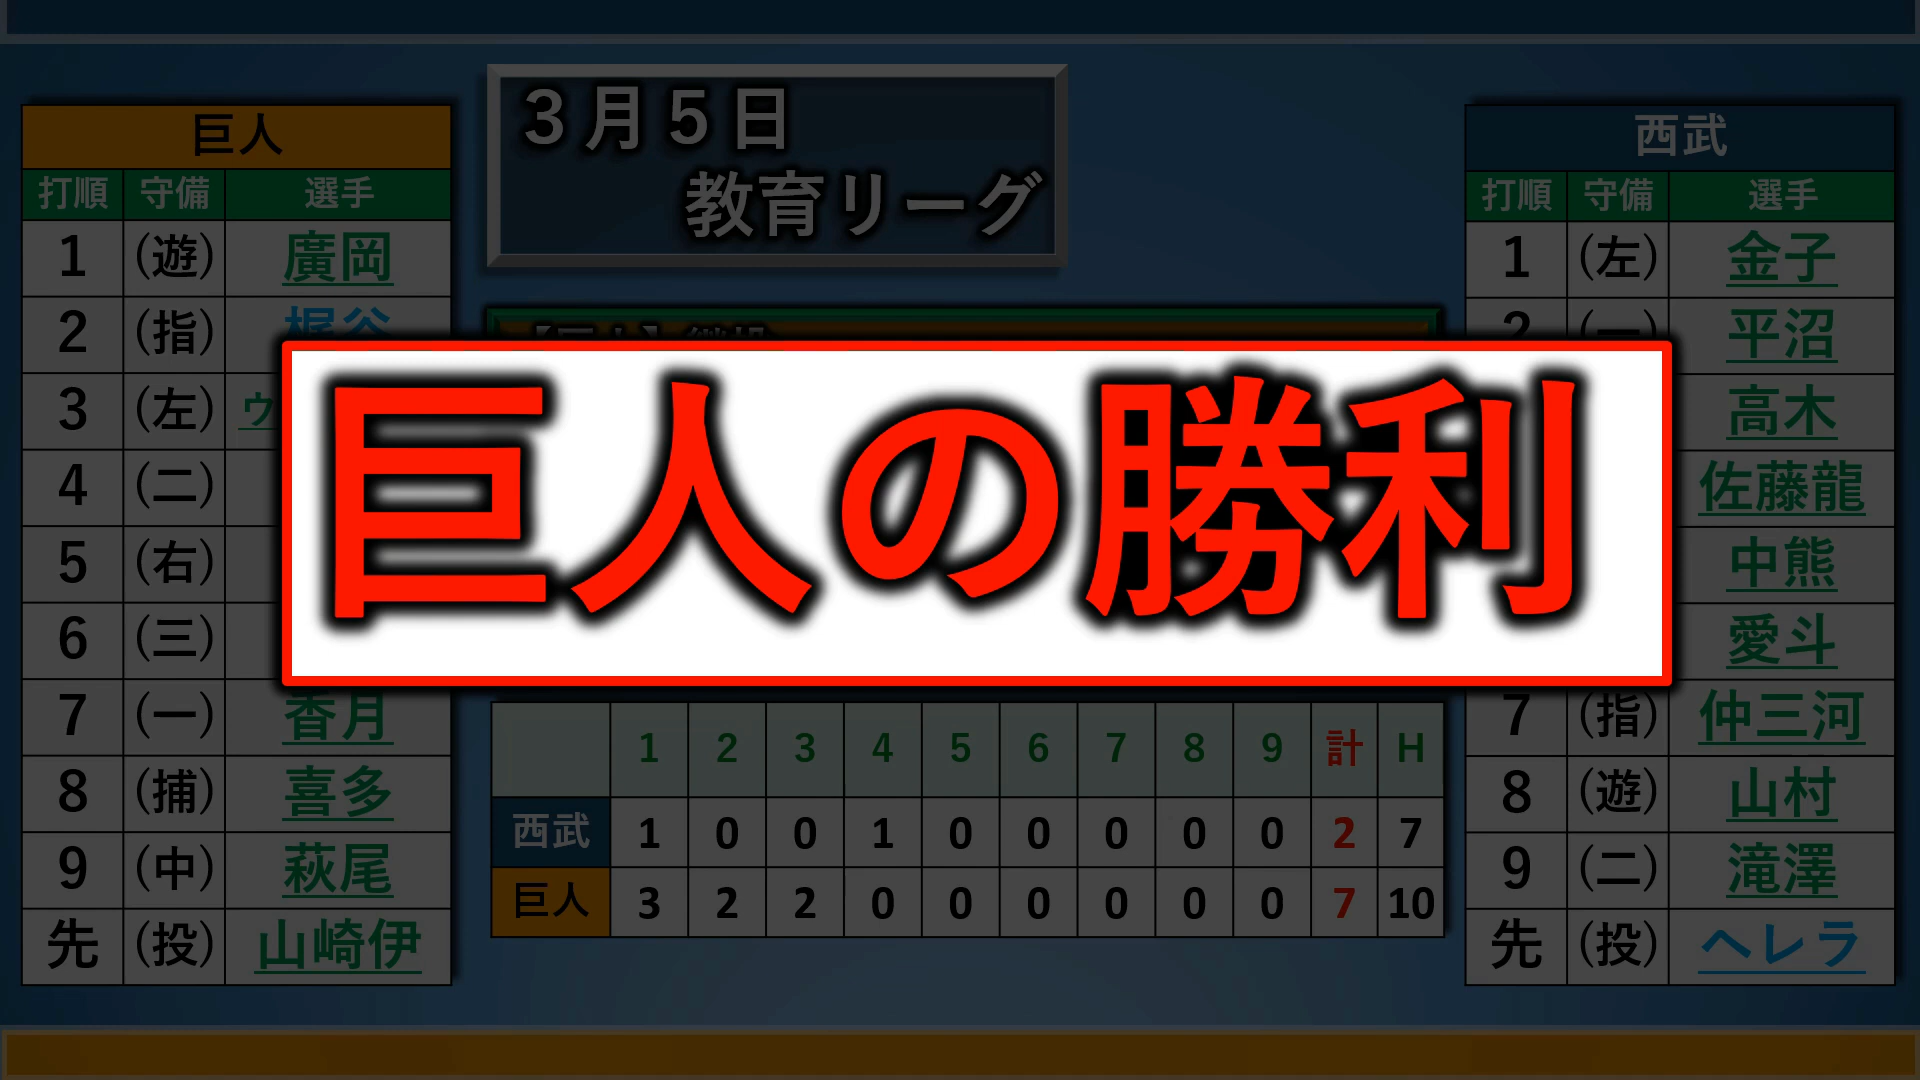 3月5日
教育リーグ
巨人
打順 守備 選手
1 (遊) 廣岡
2 (指) 梶谷
3 (左) ウ
4 (二)
5 (右)
6 (三)
7 (一) 香月
8 (捕) 喜多
9 (中) 萩尾
先 (投) 山崎伊
巨人の勝利
1 2 3 4 5 6 7 8 9 計 H
西武 1 0 0 1 0 0 0 0 0 2 7
巨人 3 2 2 0 0 0 0 0 0 7 10
西武
打順 守備 選手
1 (左) 金子
2 (一) 平沼
高木
佐藤龍
中熊
愛斗
7 (指) 仲三河
8 (遊) 山村
9 (二) 滝澤
先 (投) ヘレラ